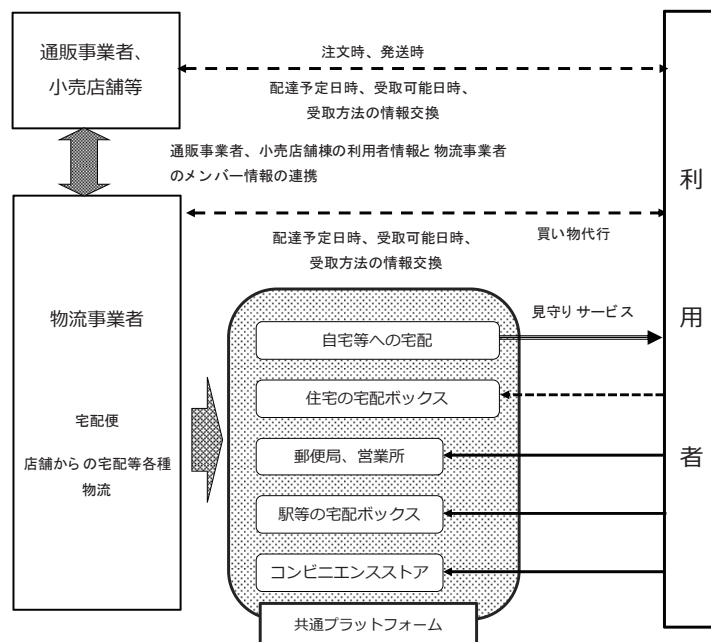 通販事業者、
小売店舗等
注文時、発送時
配達予定日時、受取可能日時、
受取方法の情報交換
通販事業者、小売店舗棟の利用者情報と物流事業者
のメンバー情報の連携
配達予定日時、受取可能日時、
受取方法の情報交換
買い物代行
物流事業者
宅配便
店舗からの宅配等各種
物流
自宅等への宅配
見守りサービス
住宅の宅配ボックス
郵便局、営業所
駅等の宅配ボックス
コンビニエンスストア
共通プラットフォーム
利
用
者